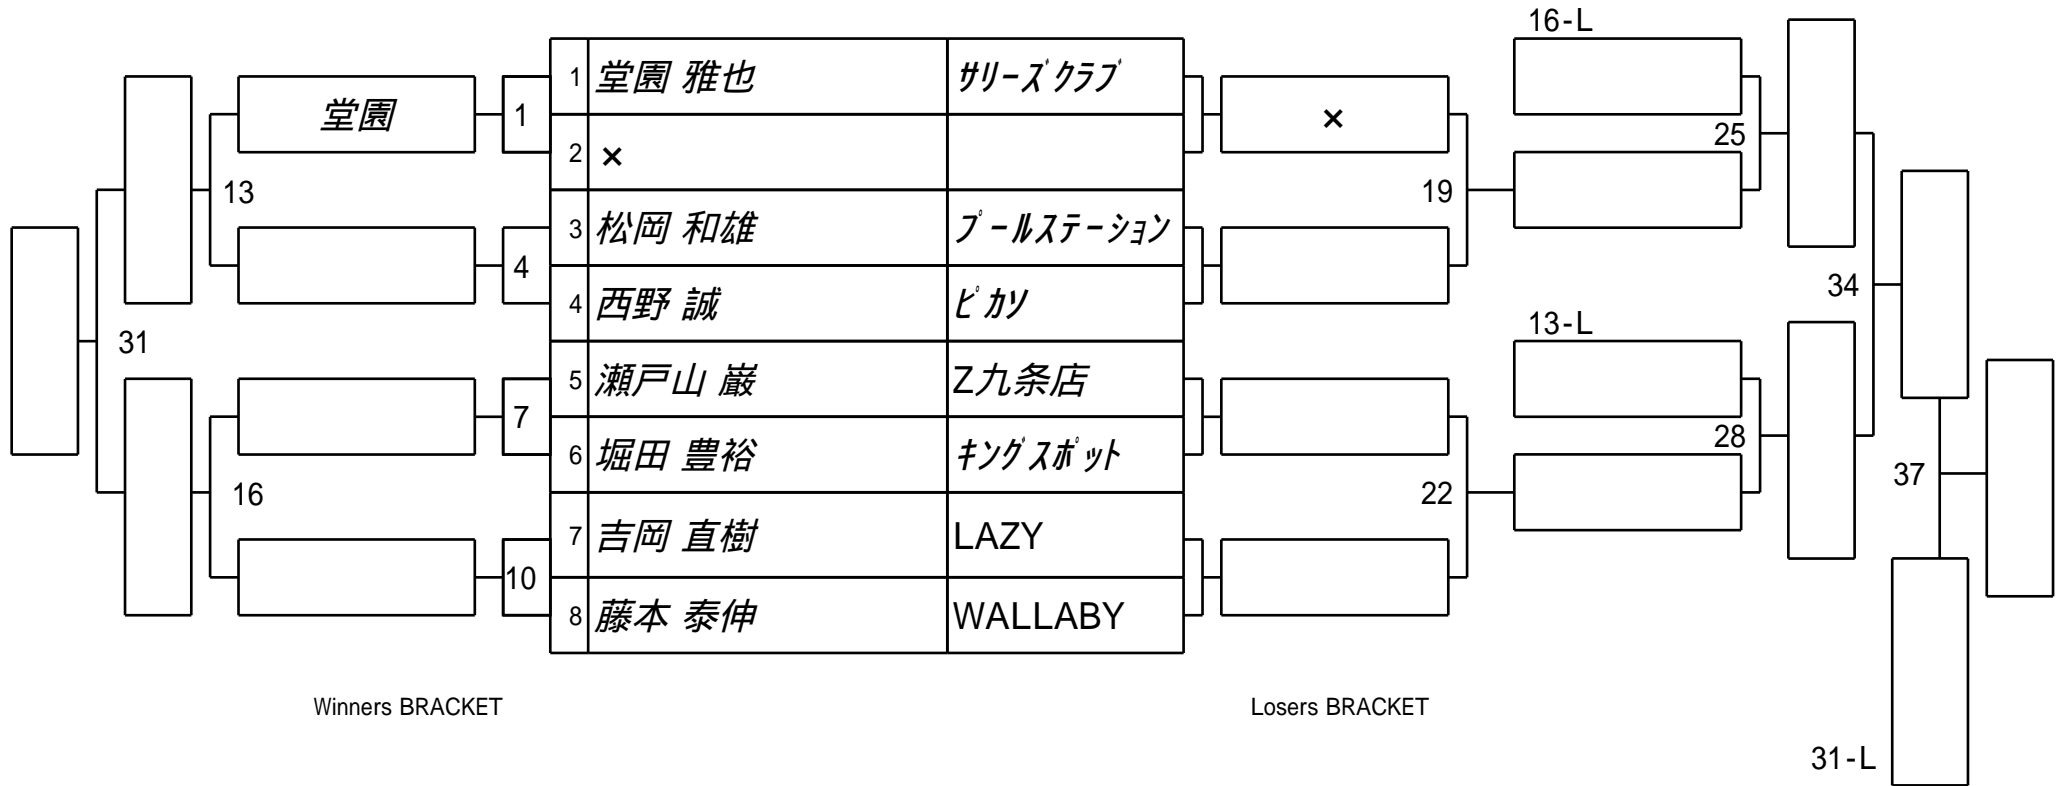 16-L
1 堂園 雅也 サリーズクラブ
堂園 1 × 25
2 ×
13 19
3 松岡 和雄 プールステーション
4
4 西野 誠 ピカソ 34
13-L
31
5 瀬戸山 巌 Z九条店
7 28
6 堀田 豊裕 キングスポット
16 22 37
7 吉岡 直樹 LAZY
10
8 藤本 泰伸 WALLABY
Winners BRACKET Losers BRACKET
31-L